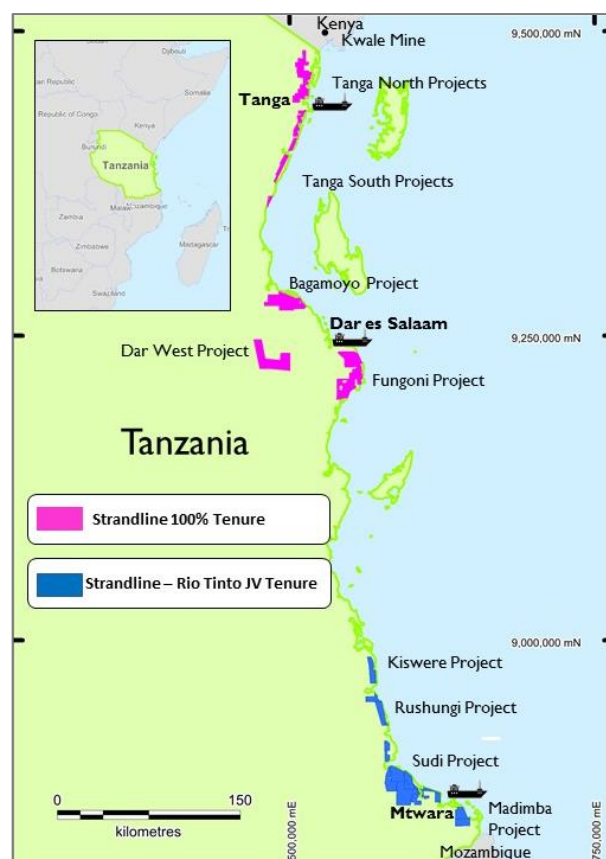 Kenya
Kwale Mine
9,500,000 mN
Tanga North Projects
Tanga
Tanga South Projects
Djibouti
Somalia
Republic of Congo
Kenya
Burundi
Tanzania
Malawi
Mozambique
Zambia
Zimbabwe
Madagascar
Botswana
Swaziland
Bagamoyo Project
Dar es Salaam
9,250,000 mN
Dar West Project
Fungoni Project
Tanzania
Strandline 100% Tenure
Strandline – Rio Tinto JV Tenure
9,000,000 mN
Kiswere Project
Rushungi Project
Sudi Project
0 150
kilometres
Mtwara
Madimba
Project
Mozambique
500,000 mE
750,000 mE